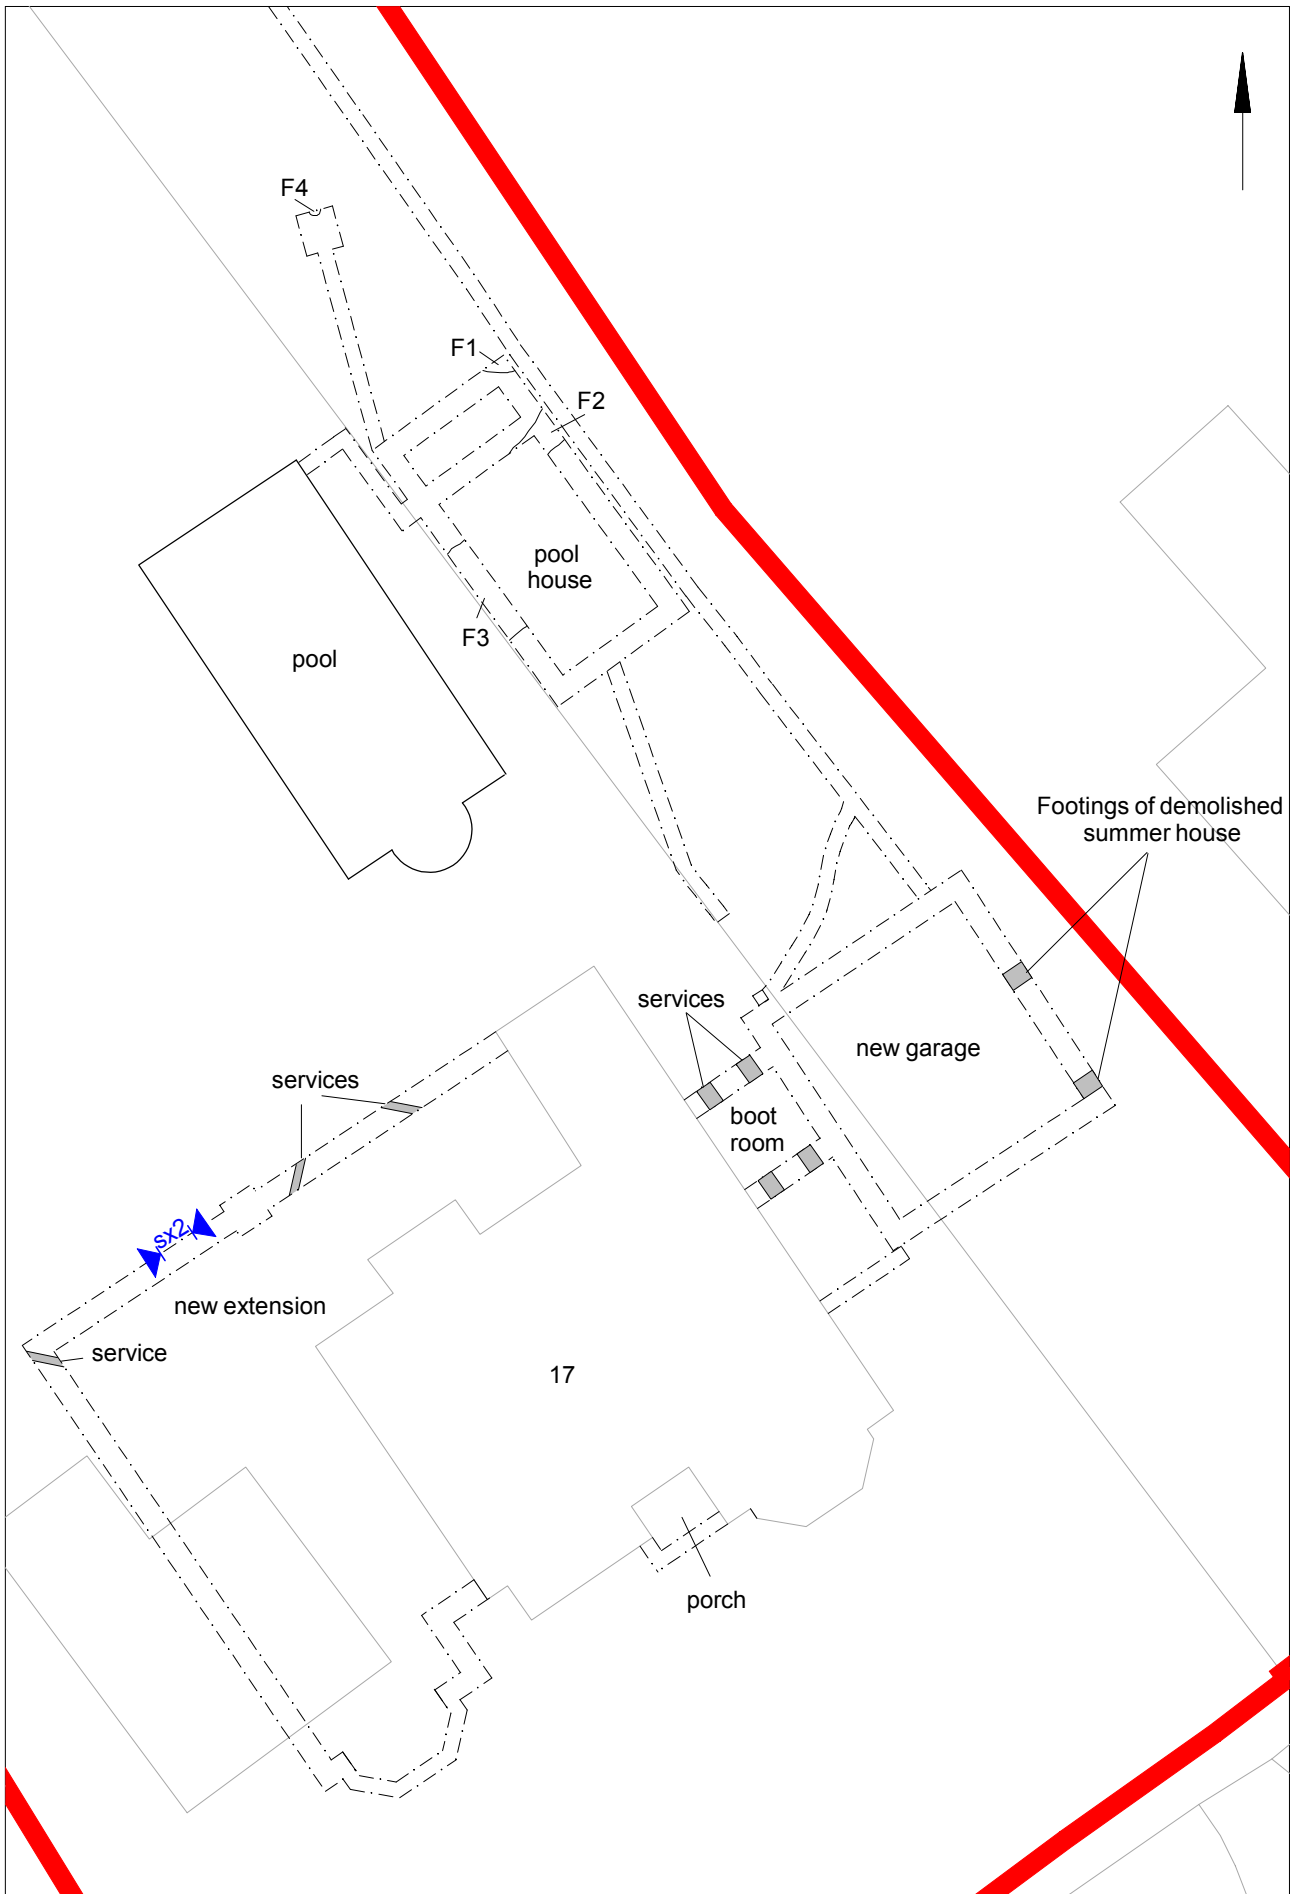 F4
F1
F2
pool
house
F3
pool
Footings of demolished
summer house
services
new garage
services
boot
room
sx2
new extension
service
17
porch